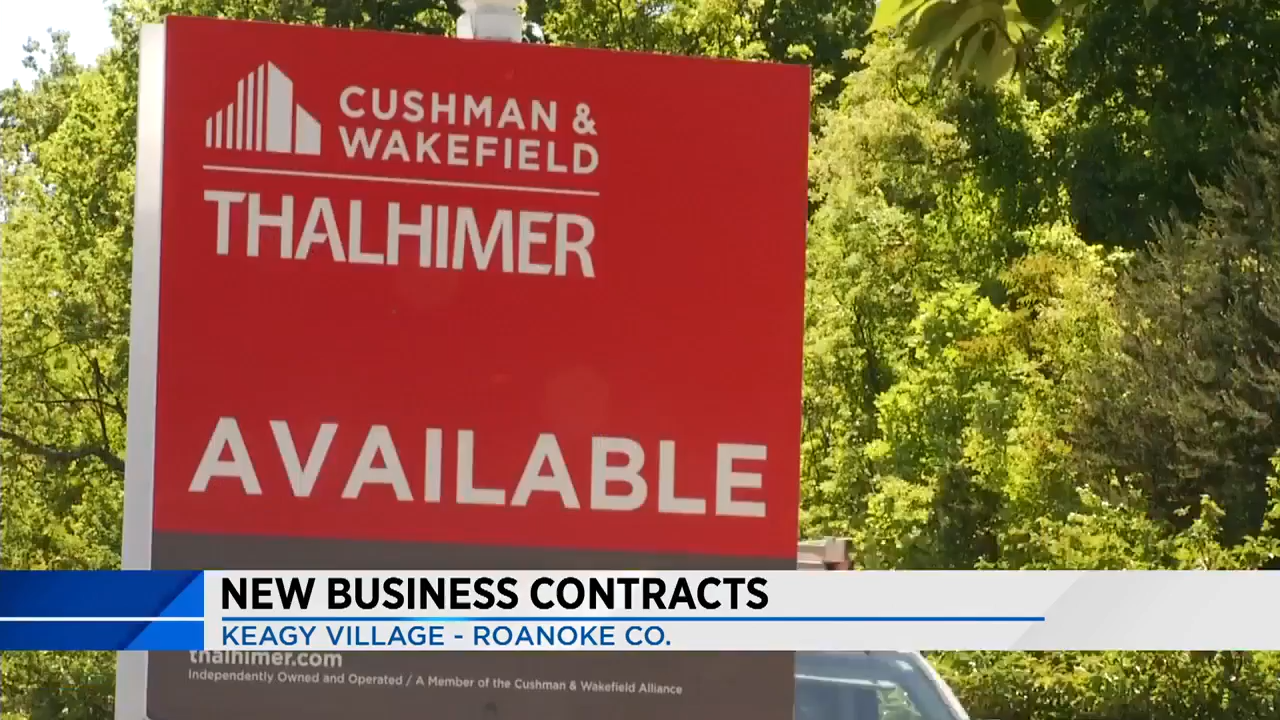 CUSHMAN &
WAKEFIELD
THALHIMER
AVAILABLE
NEW BUSINESS CONTRACTS
KEAGY VILLAGE - ROANOKE CO.
thalhimer.com
Independently Owned and Operated / A Member of the Cushman & Wakefield Alliance